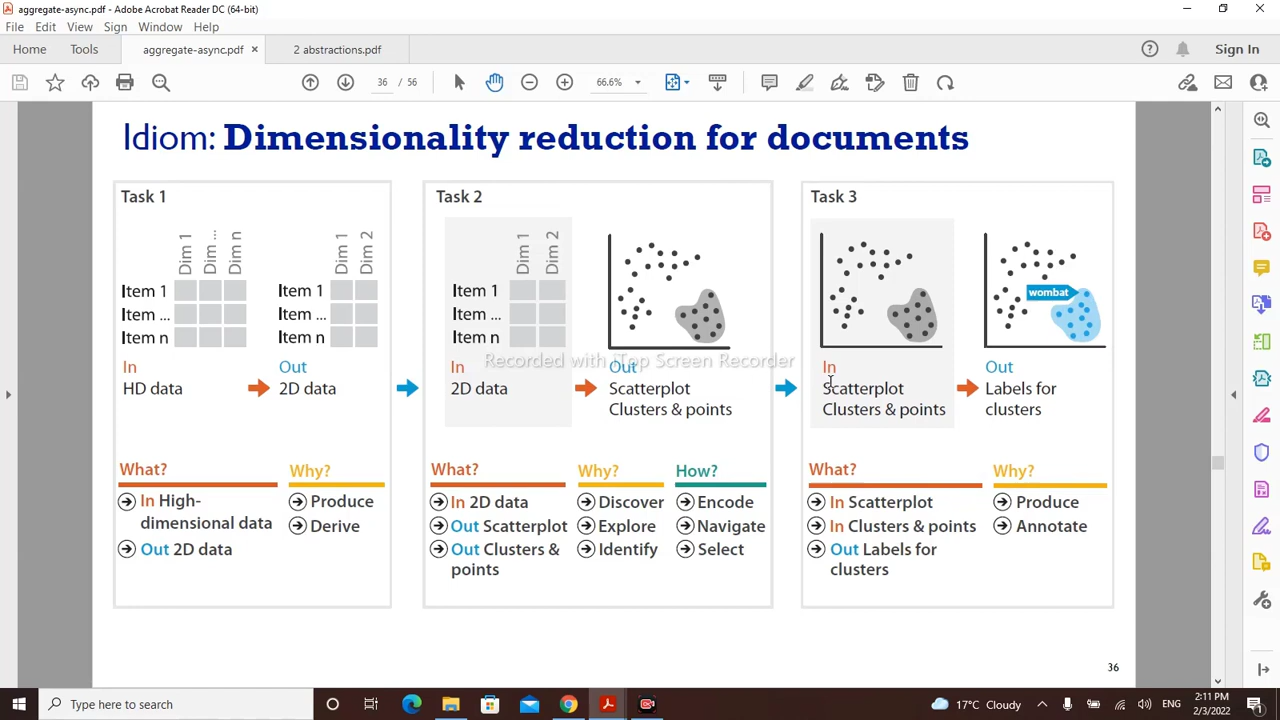 aggregate-async.pdf - Adobe Acrobat Reader DC (64-bit)
File Edit View Sign Window Help
Home Tools aggregate-async.pdf × 2 abstractions.pdf Sign In
36 / 56 66.6%
Idiom: Dimensionality reduction for documents
Task 1
Dim 1
Dim ...
Dim n
Item 1
Item ...
Item n
Dim 1
Dim 2
Item 1
Item ...
Item n
In
HD data
Out
2D data
What?
In High-
dimensional data
Out 2D data
Why?
Produce
Derive
Task 2
Dim 1
Dim 2
Item 1
Item ...
Item n
In
2D data
Out
Scatterplot
Clusters & points
What?
In 2D data
Out Scatterplot
Out Clusters &
points
Why?
Discover
Explore
Identify
How?
Encode
Navigate
Select
Task 3
wombat
In
Scatterplot
Clusters & points
Out
Labels for
clusters
What?
In Scatterplot
In Clusters & points
Out Labels for
clusters
Why?
Produce
Annotate
Recorded with iTop Screen Recorder
36
Type here to search
17°C Cloudy
ENG
2:11 PM
2/3/2022